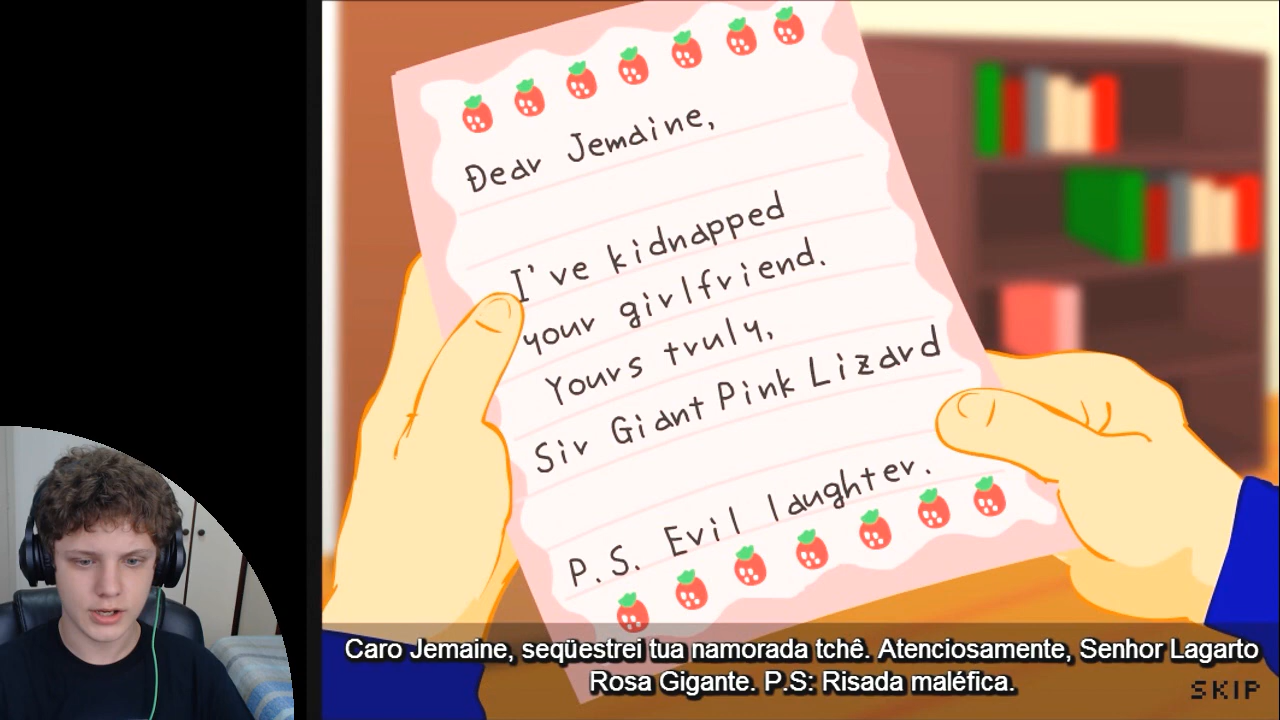 Dear Jemaine,
I've kidnapped
your girlfriend.
Yours truly,
Sir Giant Pink Lizard
P.S. Evil laughter.
Caro Jemaine, seqüestrei tua namorada tchê. Atenciosamente, Senhor Lagarto
Rosa Gigante. P.S: Risada maléfica.
SKIP